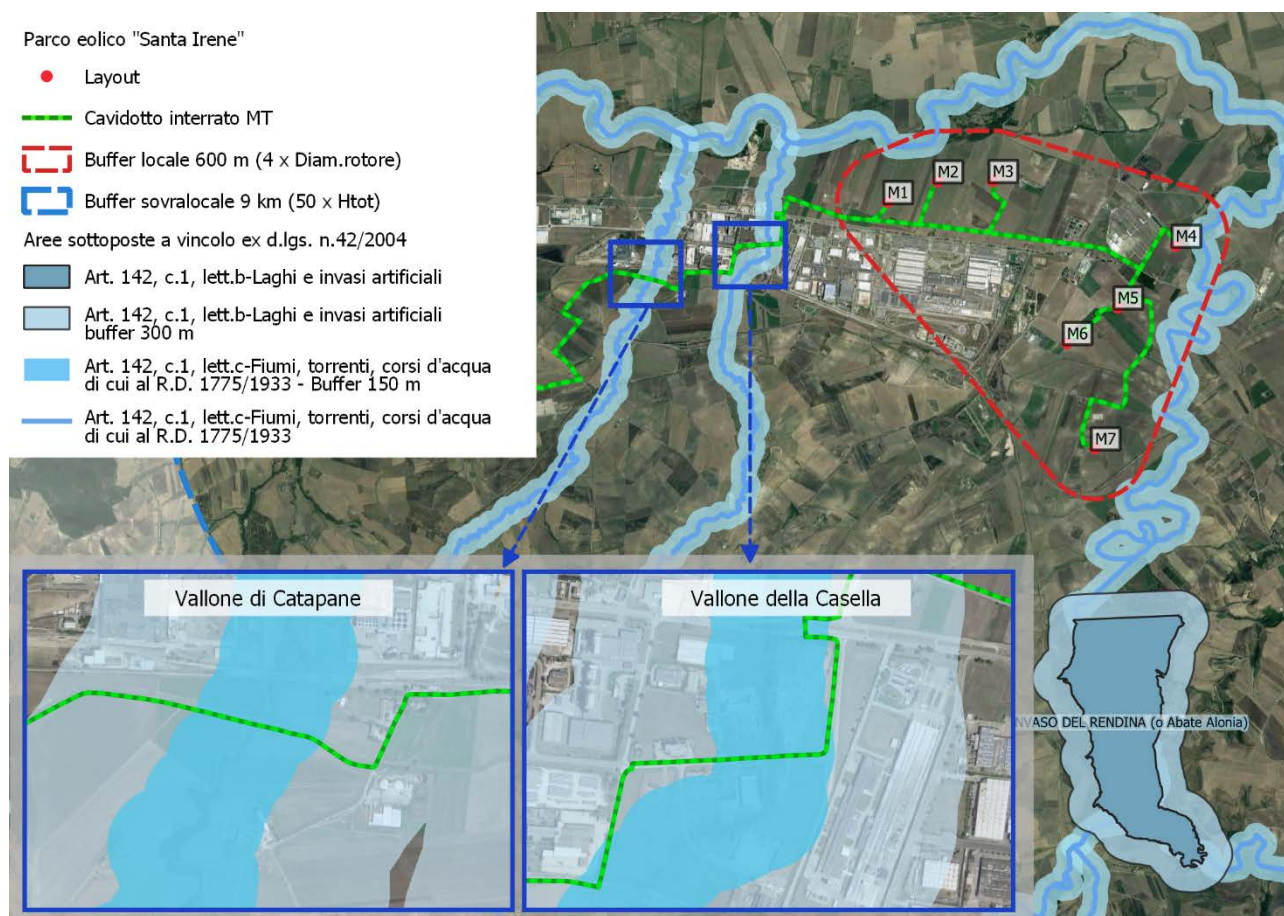 Parco eolico "Santa Irene"
Layout
Cavidotto interrato MT
Buffer locale 600 m (4 x Diam.rotore)
Buffer sovralocale 9 km (50 x Htot)
Aree sottoposte a vincolo ex d.lgs. n.42/2004
Art. 142, c.1, lett.b-Laghi e invasi artificiali
Art. 142, c.1, lett.b-Laghi e invasi artificiali
buffer 300 m
Art. 142, c.1, lett.c-Fiumi, torrenti, corsi d'acqua
di cui al R.D. 1775/1933 - Buffer 150 m
Art. 142, c.1, lett.c-Fiumi, torrenti, corsi d'acqua
di cui al R.D. 1775/1933
M1
M2
M3
M4
M5
M6
M7
Vallone di Catapane
Vallone della Casella
NVASO DEL RENDINA (o Abate Alonia)